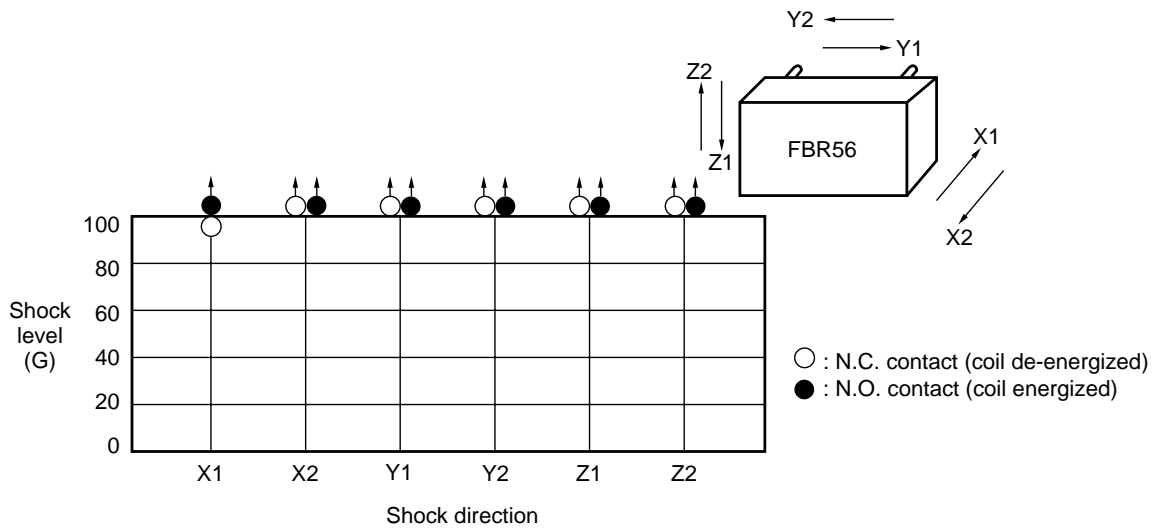 Y2
Y1
Z2
Z1
FBR56
X1
X2
100
80
60
40
20
0
Shock
level
(G)
X1 X2 Y1 Y2 Z1 Z2
Shock direction
: N.C. contact (coil de-energized)
: N.O. contact (coil energized)